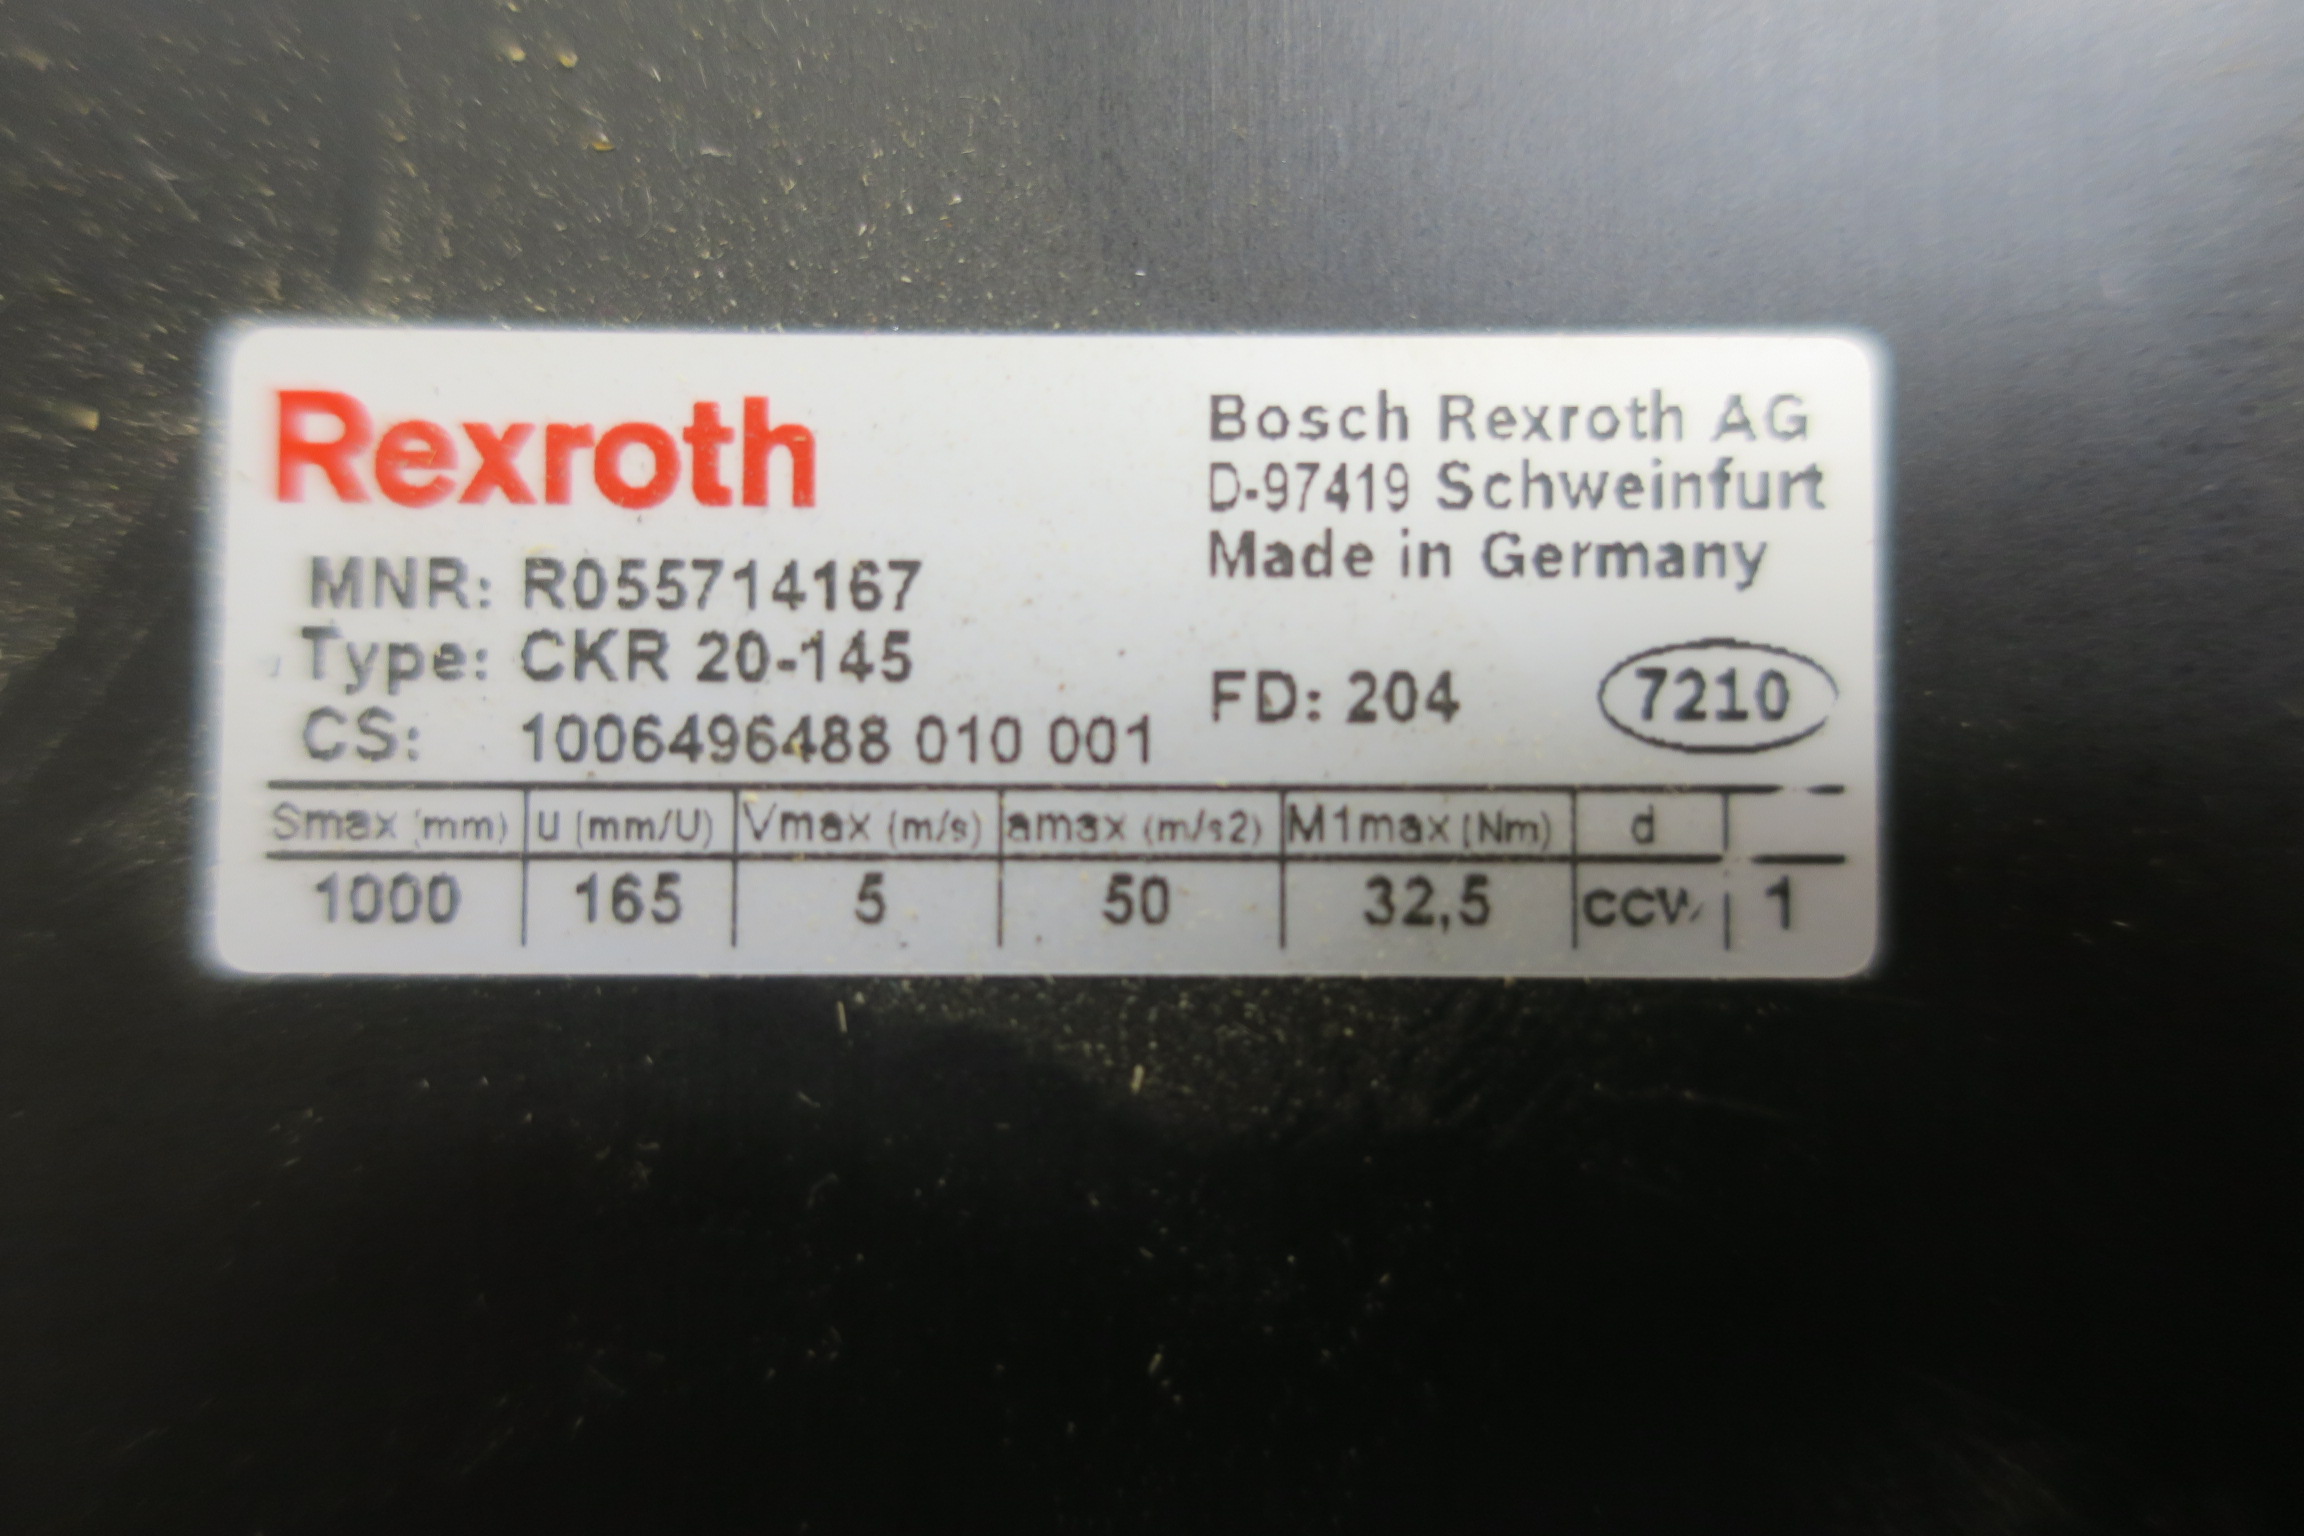 Rexroth
Bosch Rexroth AG
D-97419 Schweinfurt
Made in Germany
MNR: R055714167
Type: CKR 20-145
CS: 1006496488 010 001
FD: 204
7210
Smax (mm) u (mm/U) Vmax (m/s) amax (m/s2) M1max (Nm) d
1000 165 5 50 32,5 ccw 1